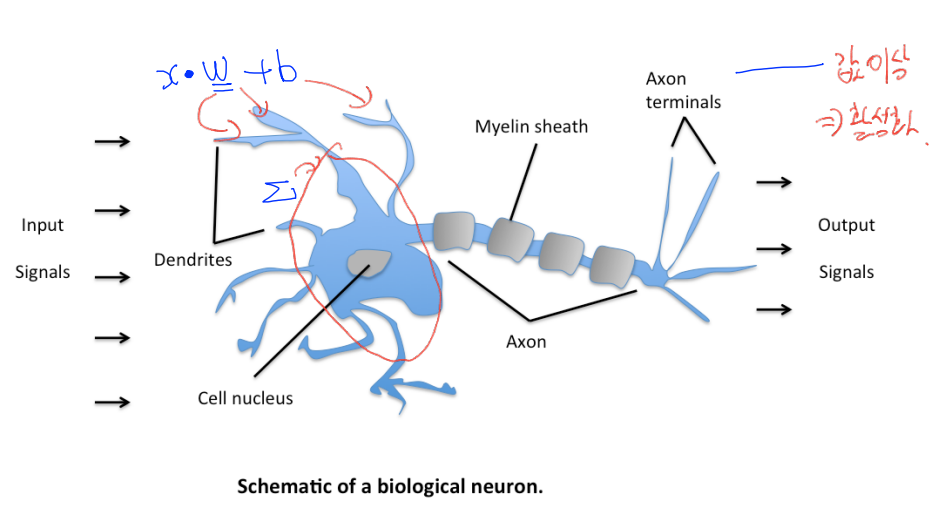 x·w + b
Axon
terminals
값 이상
⇒ 활성화.
Myelin sheath
Σ
Input
Signals
Dendrites
Output
Signals
Axon
Cell nucleus
Schematic of a biological neuron.